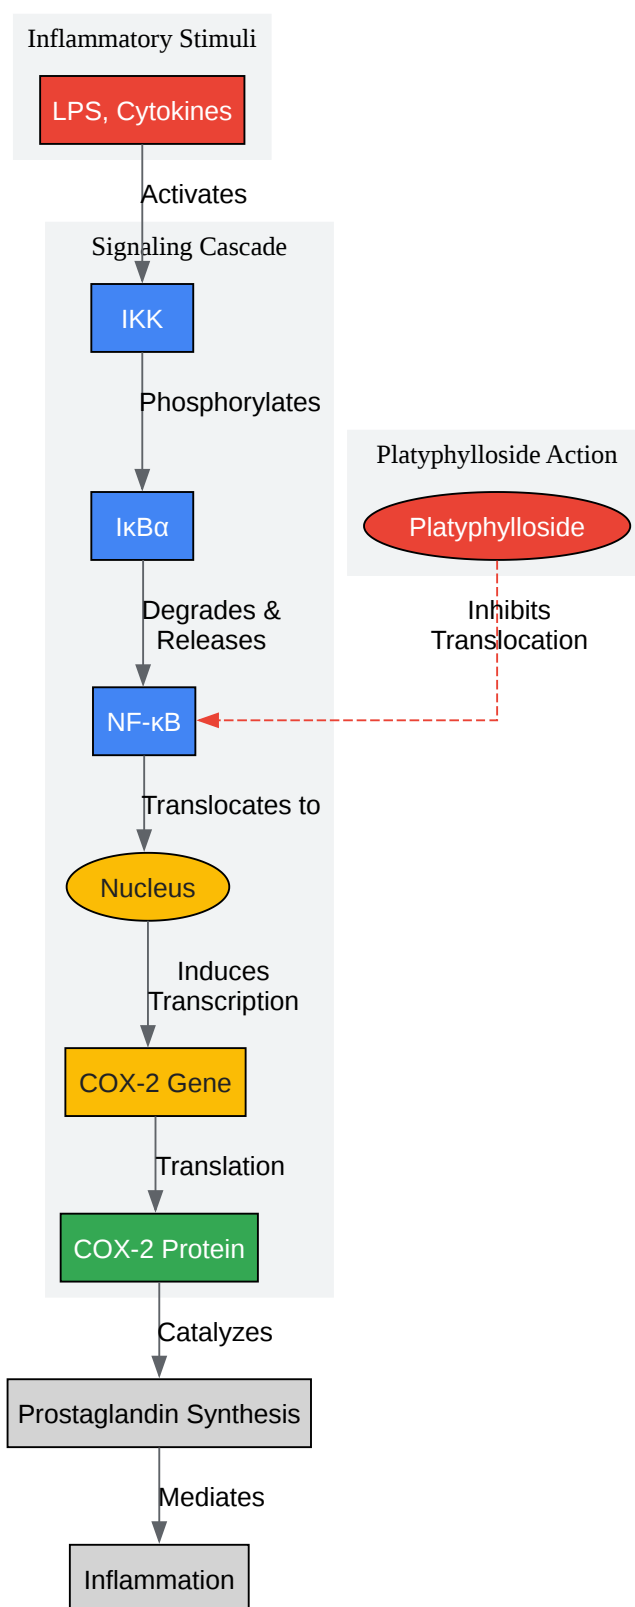 Inflammatory Stimuli
LPS, Cytokines
Activates
Signaling Cascade
IKK
Phosphorylates
Platyphylloside Action
IκBα
Platyphylloside
Degrades &
Releases
Inhibits
Translocation
NF-κB
Translocates to
Nucleus
Induces
Transcription
COX-2 Gene
Translation
COX-2 Protein
Catalyzes
Prostaglandin Synthesis
Mediates
Inflammation